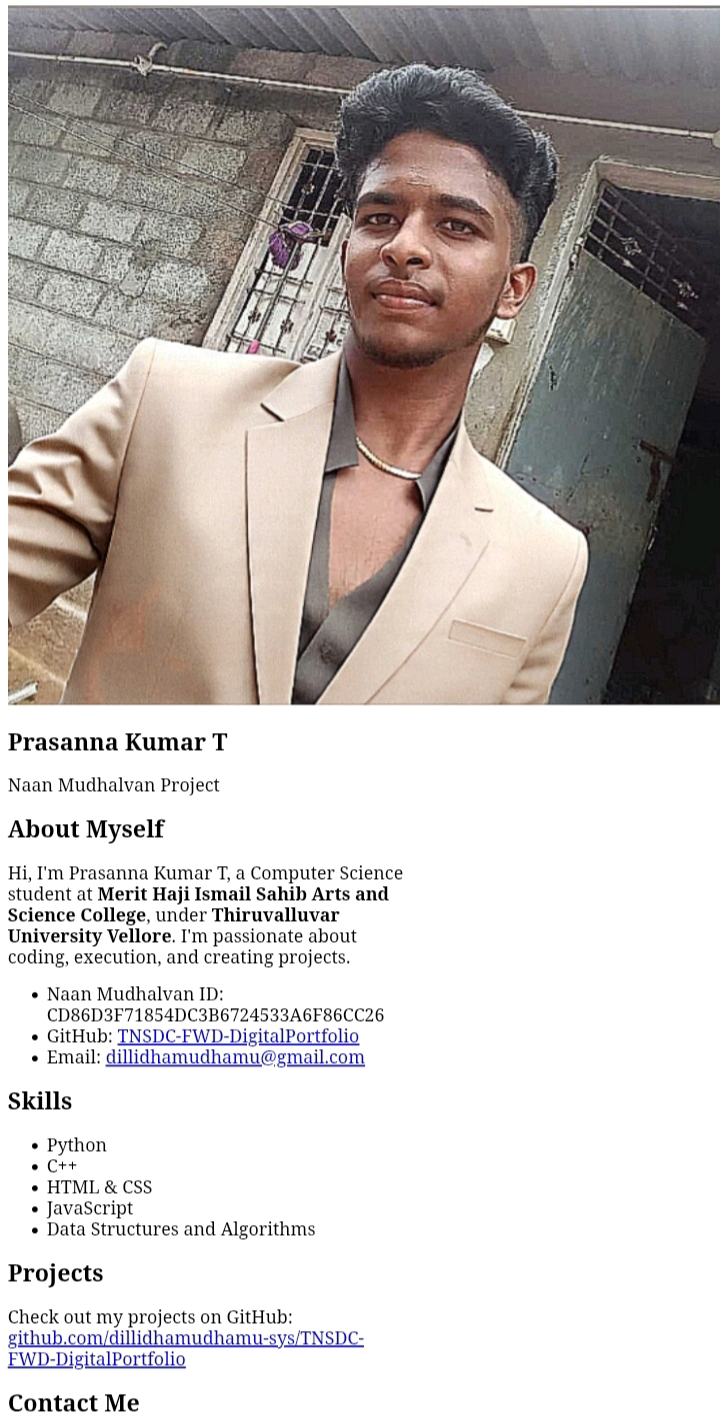 Prasanna Kumar T
Naan Mudhalvan Project
About Myself
Hi, I'm Prasanna Kumar T, a Computer Science
student at Merit Haji Ismail Sahib Arts and
Science College, under Thiruvalluvar
University Vellore. I'm passionate about
coding, execution, and creating projects.
• Naan Mudhalvan ID:
CD86D3F71854DC3B6724533A6F86CC26
• GitHub: TNSDC-FWD-DigitalPortfolio
• Email: dillidhamudhamu@gmail.com
Skills
• Python
• C++
• HTML & CSS
• JavaScript
• Data Structures and Algorithms
Projects
Check out my projects on GitHub:
github.com/dillidhamudhamu-sys/TNSDC-
FWD-DigitalPortfolio
Contact Me